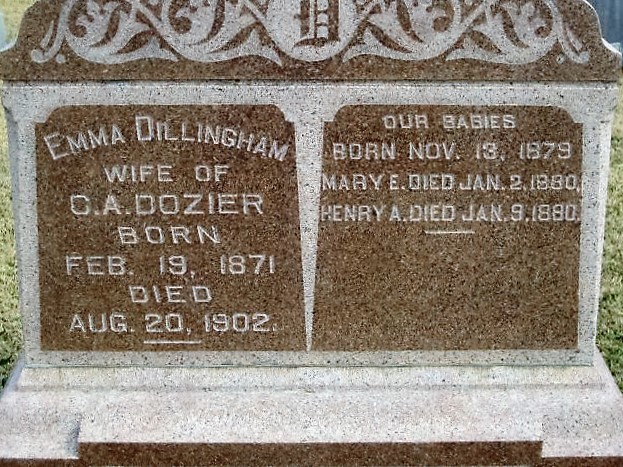 D
EMMA DILLINGHAM
WIFE OF
C.A. DOZIER
BORN
FEB. 19, 1871
DIED
AUG. 20, 1902.
OUR BABIES
BORN NOV. 13, 1879
MARY E. DIED JAN. 2, 1880.
HENRY A. DIED JAN. 9, 1880.